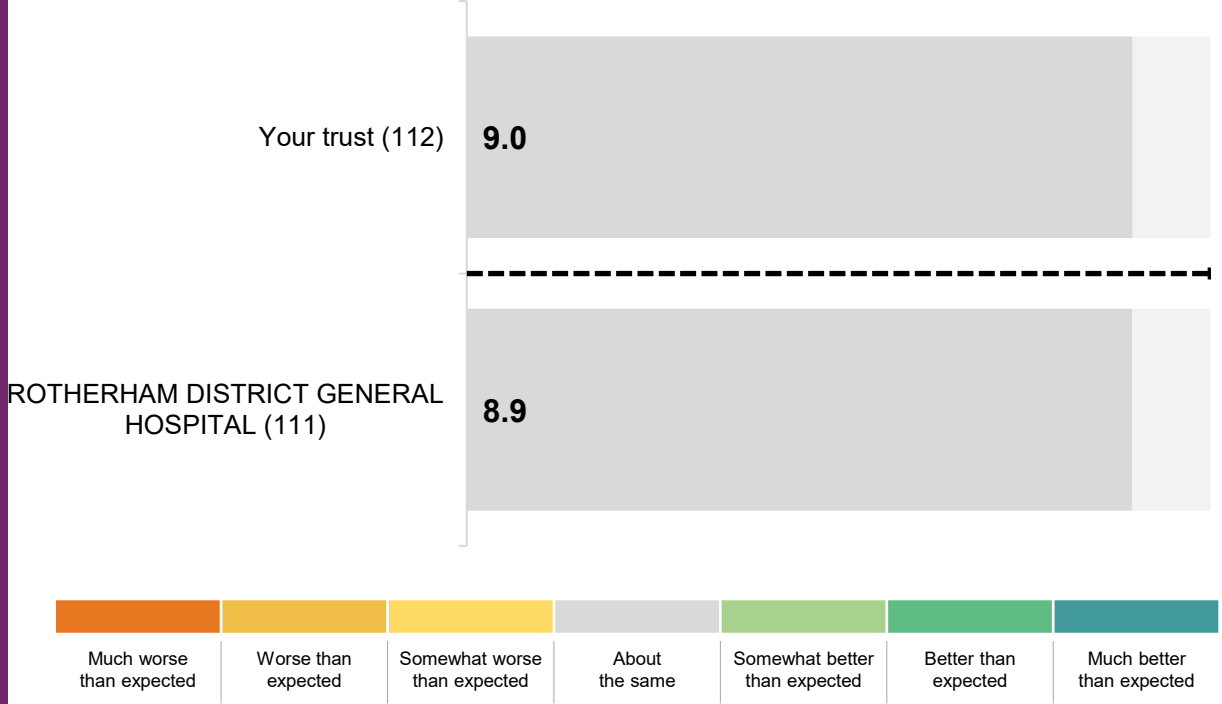 Your trust (112)
9.0
ROTHERHAM DISTRICT GENERAL
HOSPITAL (111)
8.9
Much worse
than expected
Worse than
expected
Somewhat worse
than expected
About
the same
Somewhat better
than expected
Better than
expected
Much better
than expected